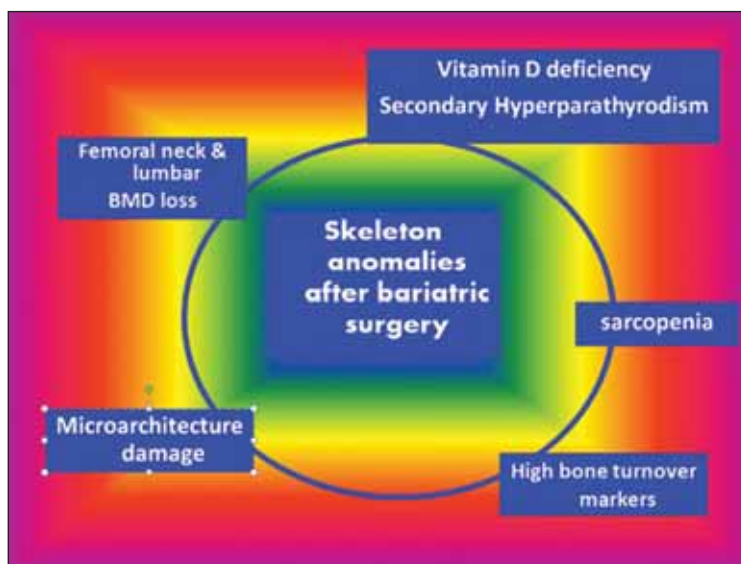 Vitamin D deficiency
Secondary Hyperparathyrodism
Femoral neck &
lumbar
BMD loss
Skeleton
anomalies
after bariatric
surgery
sarcopenia
Microarchitecture
damage
High bone turnover
markers